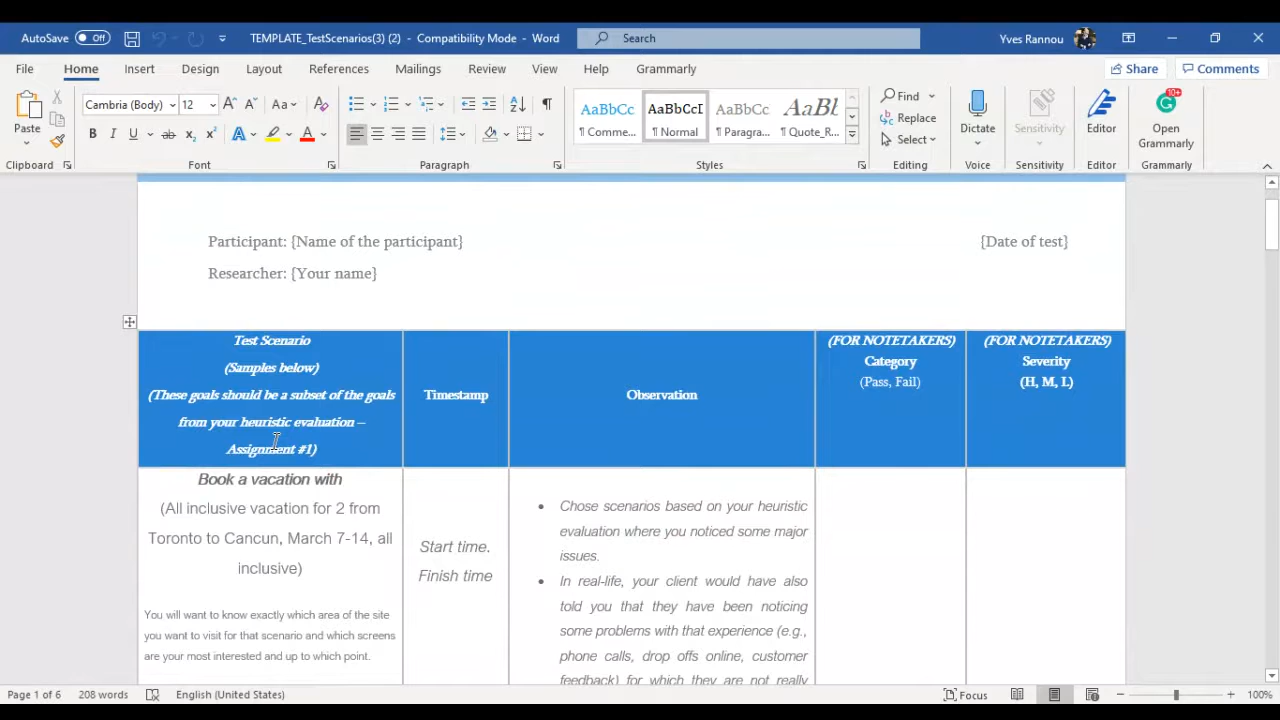 AutoSave Off
TEMPLATE_TestScenarios(3) (2) - Compatibility Mode - Word
Search
Yves Rannou
File Home Insert Draw Design Layout References Mailings Review View Help Grammarly
Share Comments
Paste
Cambria (Body) 12
AaBbCc AaBbCcI AaBbCc AaBl
¶ Comme... ¶ Normal ¶ Paragra... ¶ Quote_R...
Find
Replace
Select
Dictate
Sensitivity
Editor
Open
Grammarly
Clipboard Font Paragraph Styles Editing Voice Sensitivity Editor Grammarly
Participant: {Name of the participant} {Date of test}
Researcher: {Your name}
Test Scenario
(Samples below)
(These goals should be a subset of the goals
from your heuristic evaluation –
Assignment #1)
Timestamp
Observation
(FOR NOTETAKERS)
Category
(Pass, Fail)
(FOR NOTETAKERS)
Severity
(H, M, L)
Book a vacation with
(All inclusive vacation for 2 from
Toronto to Cancun, March 7-14, all
inclusive)
You will want to know exactly which area of the site
you want to visit for that scenario and which screens
are your most interested and up to which point.
Start time.
Finish time
• Chose scenarios based on your heuristic
evaluation where you noticed some major
issues.
• In real-life, your client would have also
told you that they have been noticing
some problems with that experience (e.g.,
phone calls, drop offs online, customer
feedback) for which they are not really
Page 1 of 6 208 words English (United States) Focus 100%